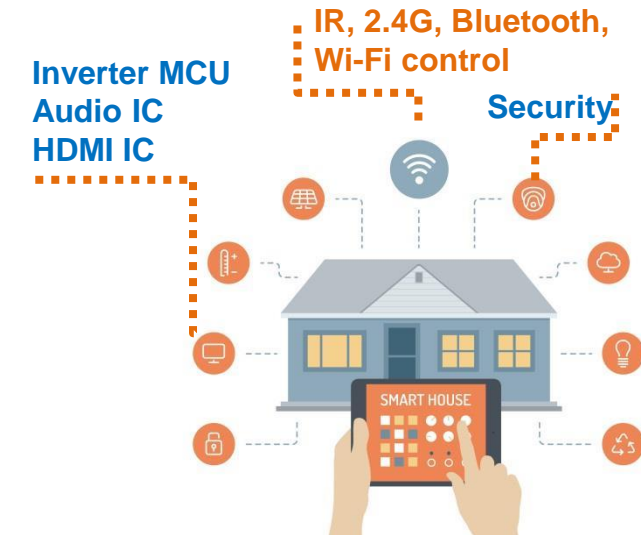 IR, 2.4G, Bluetooth,
Wi-Fi control
Inverter MCU
Audio IC
HDMI IC
Security
SMART HOUSE